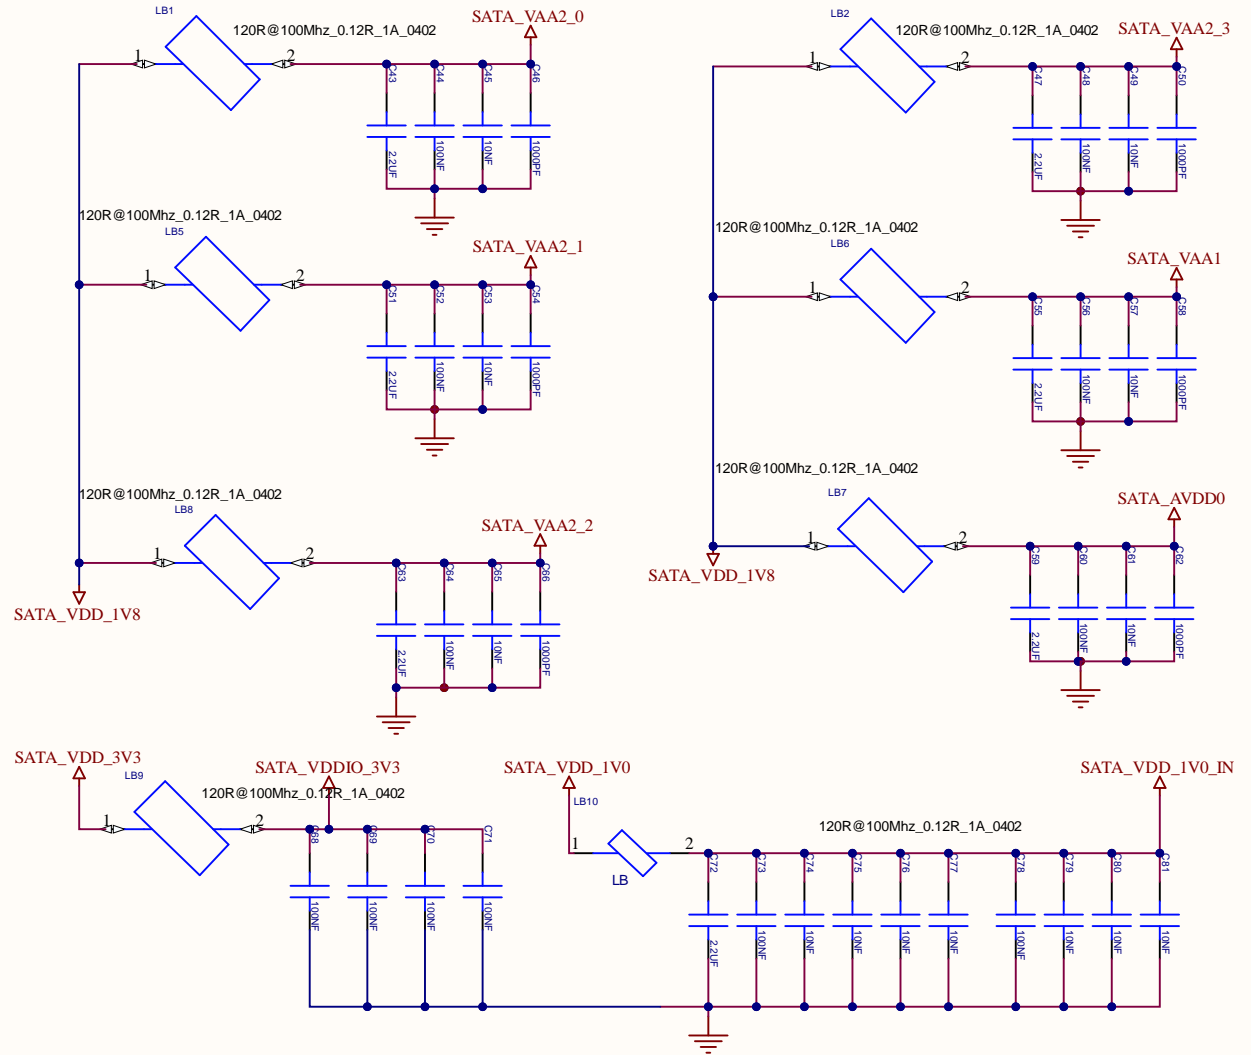 LB1
120R@100Mhz_0.12R_1A_0402
SATA_VAA2_0
1
2
C43
C44
C45
C46
2.2UF
100NF
10NF
1000PF
LB2
120R@100Mhz_0.12R_1A_0402
SATA_VAA2_3
1
2
C47
C48
C49
C50
2.2UF
100NF
10NF
1000PF
120R@100Mhz_0.12R_1A_0402
LB5
SATA_VAA2_1
1
2
C51
C52
C53
C54
2.2UF
100NF
10NF
1000PF
120R@100Mhz_0.12R_1A_0402
LB6
SATA_VAA1
1
2
C55
C56
C57
C58
2.2UF
100NF
10NF
1000PF
120R@100Mhz_0.12R_1A_0402
LB8
SATA_VAA2_2
1
2
SATA_VDD_1V8
C63
C64
C65
C66
2.2UF
100NF
10NF
1000PF
120R@100Mhz_0.12R_1A_0402
LB7
SATA_AVDD0
1
2
SATA_VDD_1V8
C59
C60
C61
C62
2.2UF
100NF
10NF
1000PF
SATA_VDD_3V3
LB9
SATA_VDDIO_3V3
120R@100Mhz_0.12R_1A_0402
1
2
C68
C69
C70
C71
100NF
100NF
100NF
100NF
SATA_VDD_1V0
LB10
SATA_VDD_1V0_IN
120R@100Mhz_0.12R_1A_0402
1
2
LB
C72
C73
C74
C75
C76
C77
C78
C79
C80
C81
2.2UF
100NF
10NF
10NF
10NF
10NF
100NF
10NF
10NF
10NF